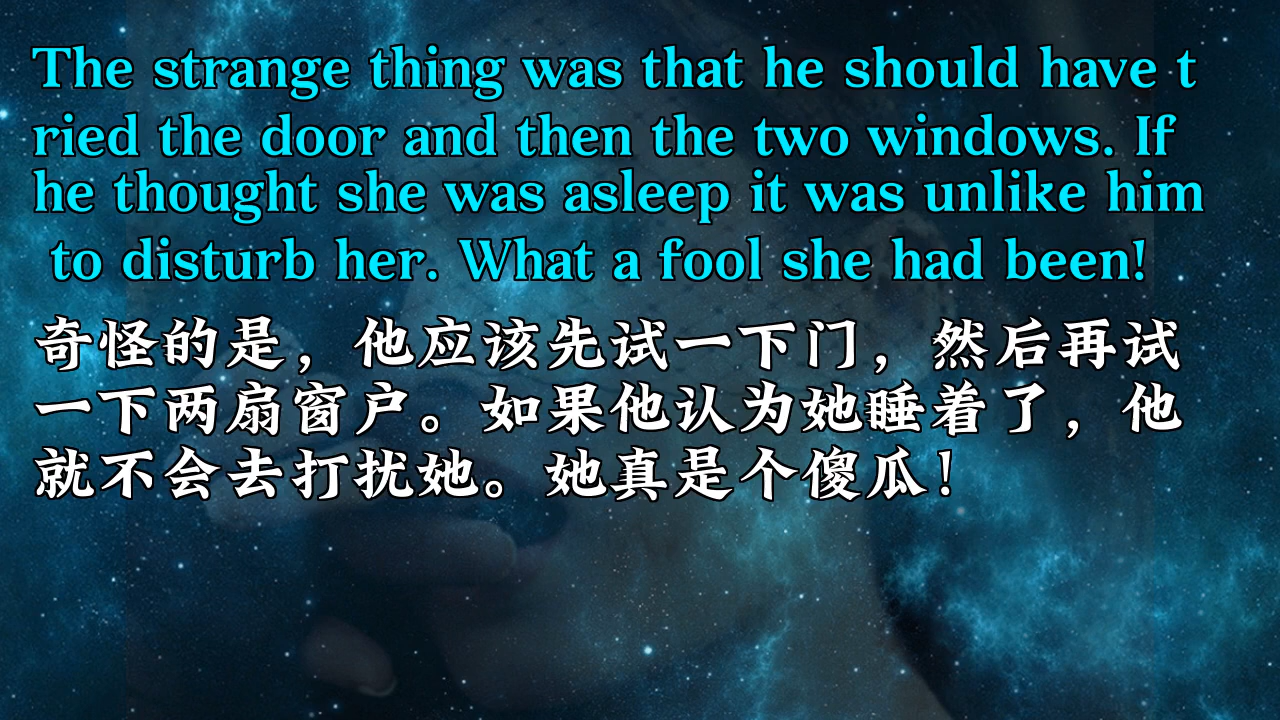 The strange thing was that he should have t
ried the door and then the two windows. If
he thought she was asleep it was unlike him
to disturb her. What a fool she had been!
奇怪的是，他应该先试一下门，然后再试
一下两扇窗户。如果他认为她睡着了，他
就不会去打扰她。她真是个傻瓜！